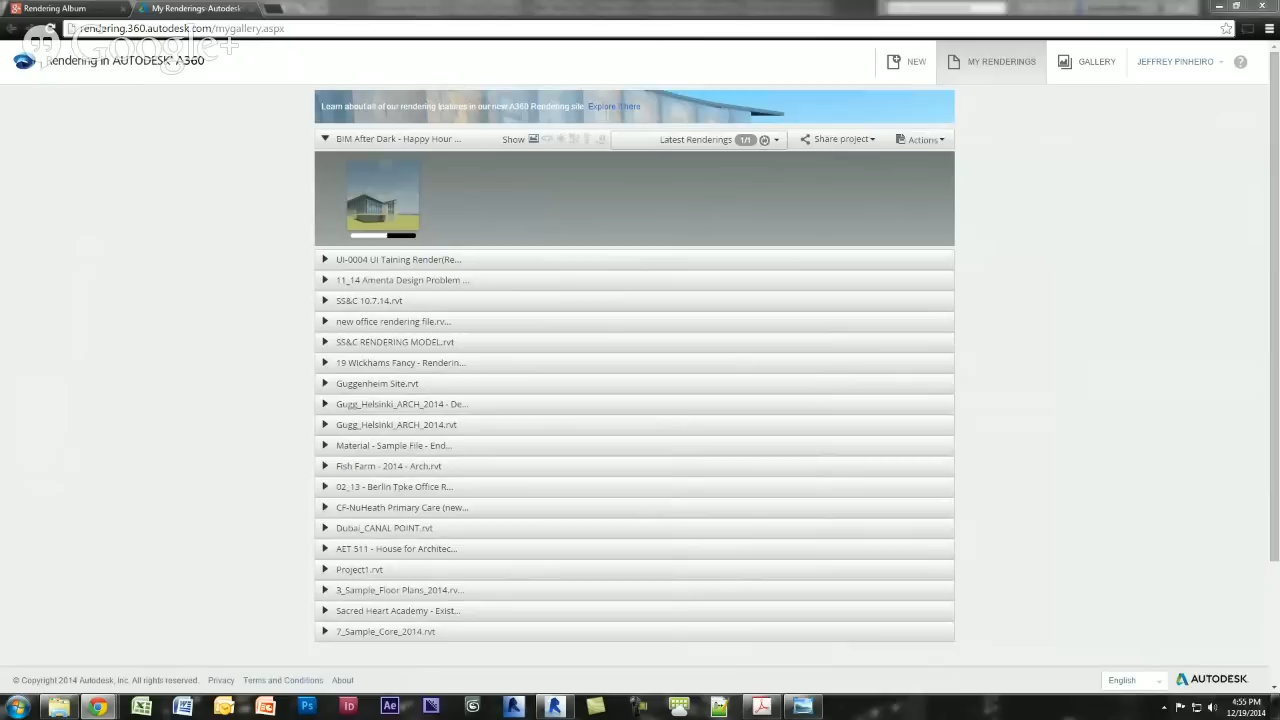 Rendering Album
My Renderings-Autodesk
rendering.360.autodesk.com/mygallery.aspx
Google+
Rendering in AUTODESK® A360
NEW
MY RENDERINGS
GALLERY
JEFFREY PINHEIRO
?
Learn about all of our rendering features in our new A360 Rendering site. Explore it here
BIM After Dark - Happy Hour ...
Show
Latest Renderings 1/1
Share project
Actions
UI-0004 UI Taining Render(Re...
11_14 Amenta Design Problem ...
SS&C 10.7.14.rvt
new office rendering file.rv...
SS&C RENDERING MODEL.rvt
19 Wickhams Fancy - Renderin...
Guggenheim Site.rvt
Gugg_Helsinki_ARCH_2014 - De...
Gugg_Helsinki_ARCH_2014.rvt
Material - Sample File - End...
Fish Farm - 2014 - Arch.rvt
02_13 - Berlin Tpke Office R...
CF-NuHeath Primary Care (new...
Dubai_CANAL POINT.rvt
AET 511 - House for Architec...
Project1.rvt
3_Sample_Floor Plans_2014.rv...
Sacred Heart Academy - Exist...
7_Sample_Core_2014.rvt
© Copyright 2014 Autodesk, Inc. All rights reserved. Privacy Terms and Conditions About
English
AUTODESK.
Ps
Id
Ae
4:55 PM
12/19/2014